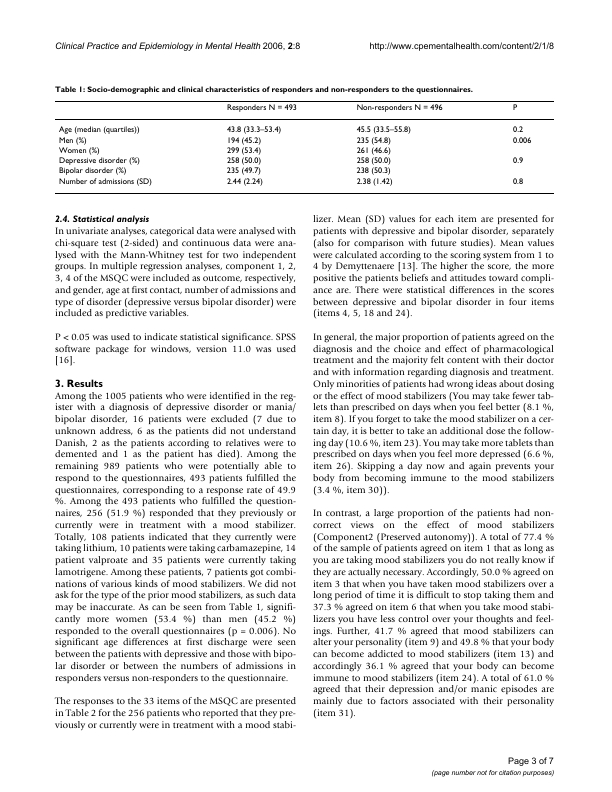 Clinical Practice and Epidemiology in Mental Health 2006, 2:8
http://www.cpementalhealth.com/content/2/1/8
Table 1: Socio-demographic and clinical characteristics of responders and non-responders to the questionnaires.
Responders N = 493 Non-responders N = 496 P
Age (median (quartiles)) 43.8 (33.3–53.4) 45.5 (33.5–55.8) 0.2
Men (%) 194 (45.2) 235 (54.8) 0.006
Women (%) 299 (53.4) 261 (46.6)
Depressive disorder (%) 258 (50.0) 258 (50.0) 0.9
Bipolar disorder (%) 235 (49.7) 238 (50.3)
Number of admissions (SD) 2.44 (2.24) 2.38 (1.42) 0.8
2.4. Statistical analysis
In univariate analyses, categorical data were analysed with
chi-square test (2-sided) and continuous data were ana-
lysed with the Mann-Whitney test for two independent
groups. In multiple regression analyses, component 1, 2,
3, 4 of the MSQC were included as outcome, respectively,
and gender, age at first contact, number of admissions and
type of disorder (depressive versus bipolar disorder) were
included as predictive variables.
P < 0.05 was used to indicate statistical significance. SPSS
software package for windows, version 11.0 was used
[16].
3. Results
Among the 1005 patients who were identified in the reg-
ister with a diagnosis of depressive disorder or mania/
bipolar disorder, 16 patients were excluded (7 due to
unknown address, 6 as the patients did not understand
Danish, 2 as the patients according to relatives were to
demented and 1 as the patient has died). Among the
remaining 989 patients who were potentially able to
respond to the questionnaires, 493 patients fulfilled the
questionnaires, corresponding to a response rate of 49.9
%. Among the 493 patients who fulfilled the question-
naires, 256 (51.9 %) responded that they previously or
currently were in treatment with a mood stabilizer.
Totally, 108 patients indicated that they currently were
taking lithium, 10 patients were taking carbamazepine, 14
patient valproate and 35 patients were currently taking
lamotrigine. Among these patients, 7 patients got combi-
nations of various kinds of mood stabilizers. We did not
ask for the type of the prior mood stabilizers, as such data
may be inaccurate. As can be seen from Table 1, signifi-
cantly more women (53.4 %) than men (45.2 %)
responded to the overall questionnaires (p = 0.006). No
significant age differences at first discharge were seen
between the patients with depressive and those with bipo-
lar disorder or between the numbers of admissions in
responders versus non-responders to the questionnaire.
The responses to the 33 items of the MSQC are presented
in Table 2 for the 256 patients who reported that they pre-
viously or currently were in treatment with a mood stabi-
lizer. Mean (SD) values for each item are presented for
patients with depressive and bipolar disorder, separately
(also for comparison with future studies). Mean values
were calculated according to the scoring system from 1 to
4 by Demyttenaere [13]. The higher the score, the more
positive the patients beliefs and attitudes toward compli-
ance are. There were statistical differences in the scores
between depressive and bipolar disorder in four items
(items 4, 5, 18 and 24).
In general, the major proportion of patients agreed on the
diagnosis and the choice and effect of pharmacological
treatment and the majority felt content with their doctor
and with information regarding diagnosis and treatment.
Only minorities of patients had wrong ideas about dosing
or the effect of mood stabilizers (You may take fewer tab-
lets than prescribed on days when you feel better (8.1 %,
item 8). If you forget to take the mood stabilizer on a cer-
tain day, it is better to take an additional dose the follow-
ing day (10.6 %, item 23). You may take more tablets than
prescribed on days when you feel more depressed (6.6 %,
item 26). Skipping a day now and again prevents your
body from becoming immune to the mood stabilizers
(3.4 %, item 30)).
In contrast, a large proportion of the patients had non-
correct views on the effect of mood stabilizers
(Component2 (Preserved autonomy)). A total of 77.4 %
of the sample of patients agreed on item 1 that as long as
you are taking mood stabilizers you do not really know if
they are actually necessary. Accordingly, 50.0 % agreed on
item 3 that when you have taken mood stabilizers over a
long period of time it is difficult to stop taking them and
37.3 % agreed on item 6 that when you take mood stabi-
lizers you have less control over your thoughts and feel-
ings. Further, 41.7 % agreed that mood stabilizers can
alter your personality (item 9) and 49.8 % that your body
can become addicted to mood stabilizers (item 13) and
accordingly 36.1 % agreed that your body can become
immune to mood stabilizers (item 24). A total of 61.0 %
agreed that their depression and/or manic episodes are
mainly due to factors associated with their personality
(item 31).
Page 3 of 7
(page number not for citation purposes)